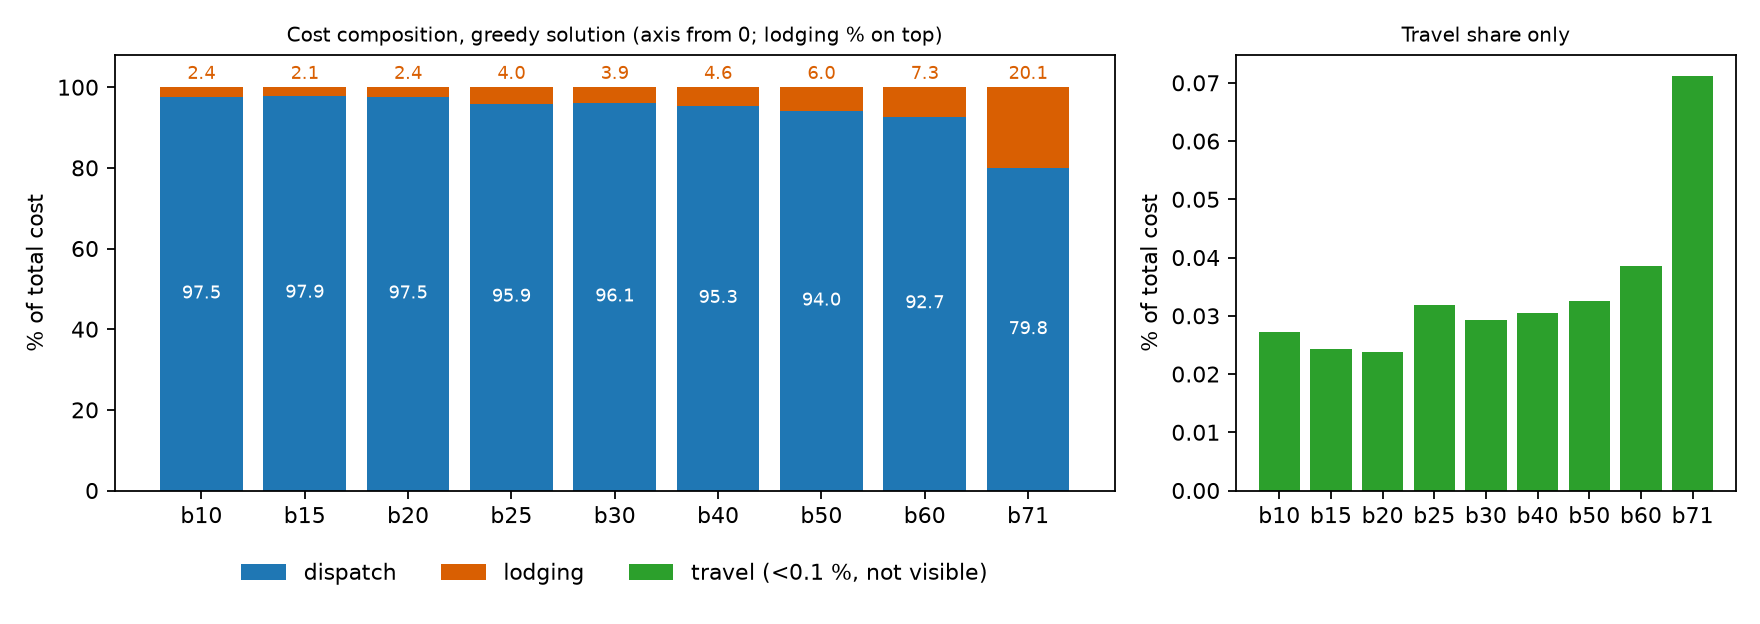 Cost composition, greedy solution (axis from 0; lodging % on top)
% of total cost
100
80
60
40
20
0
2.4 2.1 2.4 4.0 3.9 4.6 6.0 7.3 20.1
97.5 97.9 97.5 95.9 96.1 95.3 94.0 92.7 79.8
b10 b15 b20 b25 b30 b40 b50 b60 b71
dispatch lodging travel (<0.1 %, not visible)
Travel share only
% of total cost
0.07
0.06
0.05
0.04
0.03
0.02
0.01
0.00
b10 b15 b20 b25 b30 b40 b50 b60 b71